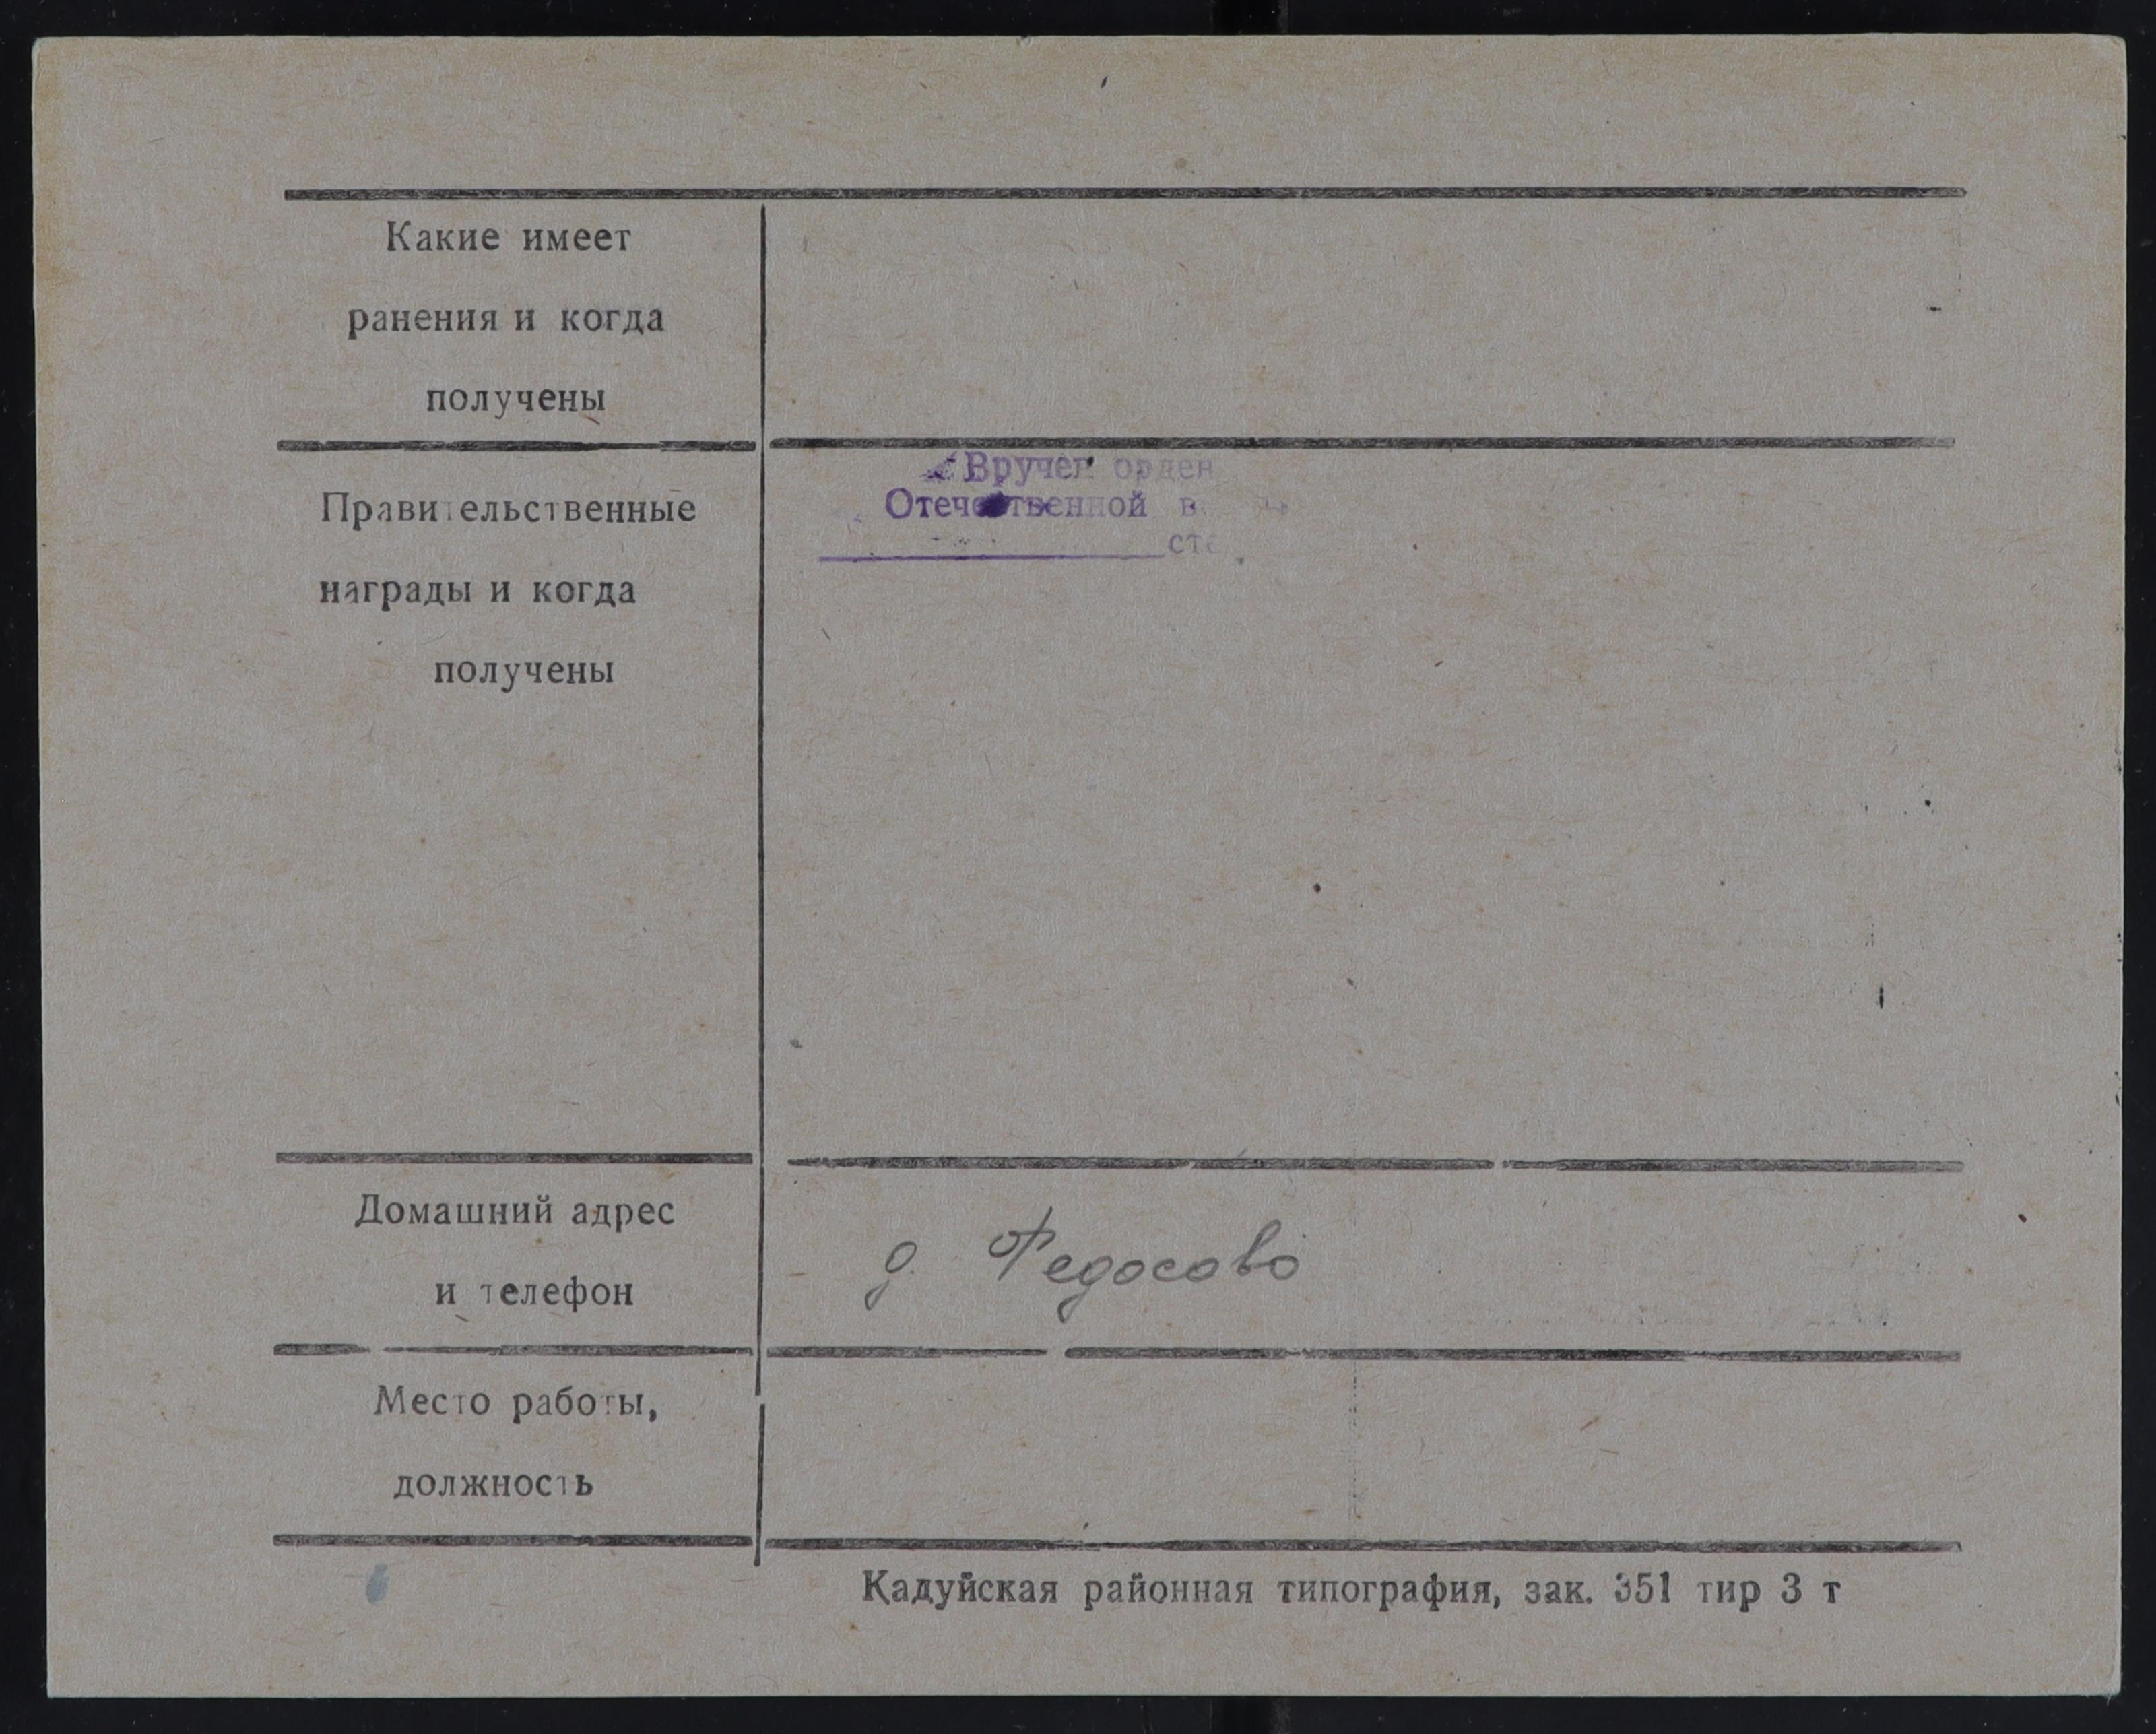 Какие имеет
ранения и когда
получены
Вручен орден
Отечественной
Правительственные
награды и когда
получены
Домашний адрес
и телефон
д. Федосово
Место работы,
должность
Кадуйская районная типография, зак. 351 тир 3 т